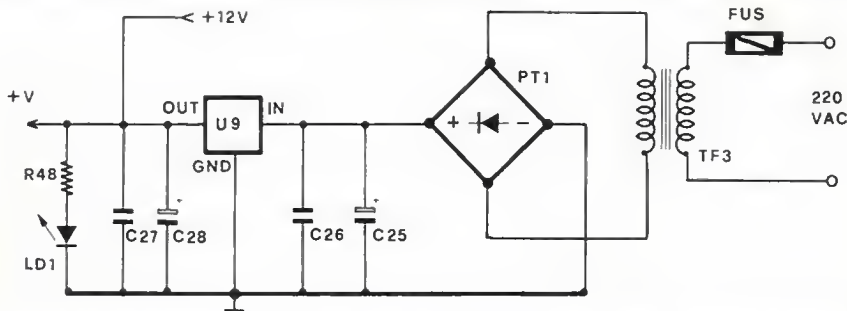 FUS
+12V
PT1
+V
OUT
U9
IN
+
-
220
VAC
GND
TF3
R48
+
+
C27
C28
C26
C25
LD1